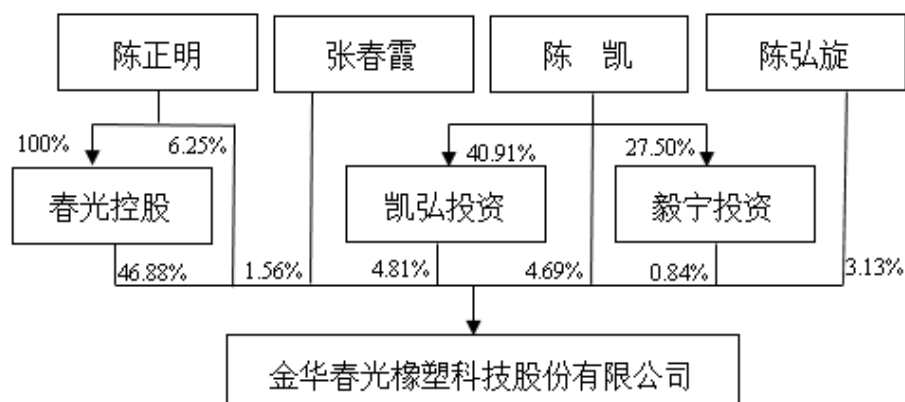 陈正明
张春霞
陈 凯
陈弘旋
100%
6.25%
40.91%
27.50%
春光控股
凯弘投资
毅宁投资
46.88%
1.56%
4.81%
4.69%
0.84%
3.13%
金华春光橡塑科技股份有限公司